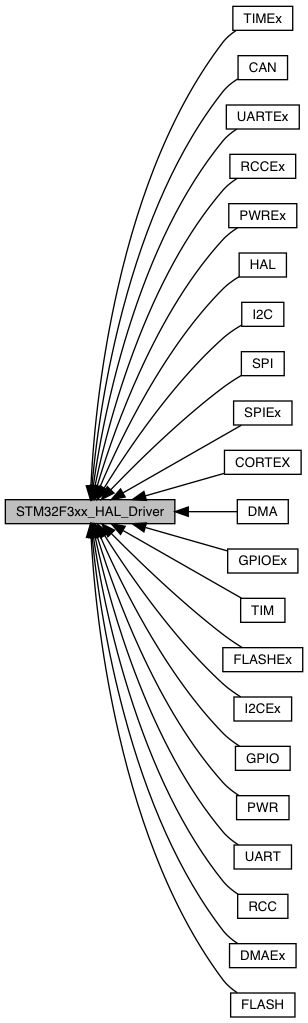 TIMEx
CAN
UARTEx
RCCEx
PWREx
HAL
I2C
SPI
SPIEx
CORTEX
STM32F3xx_HAL_Driver
DMA
GPIOEx
TIM
FLASHEx
I2CEx
GPIO
PWR
UART
RCC
DMAEx
FLASH